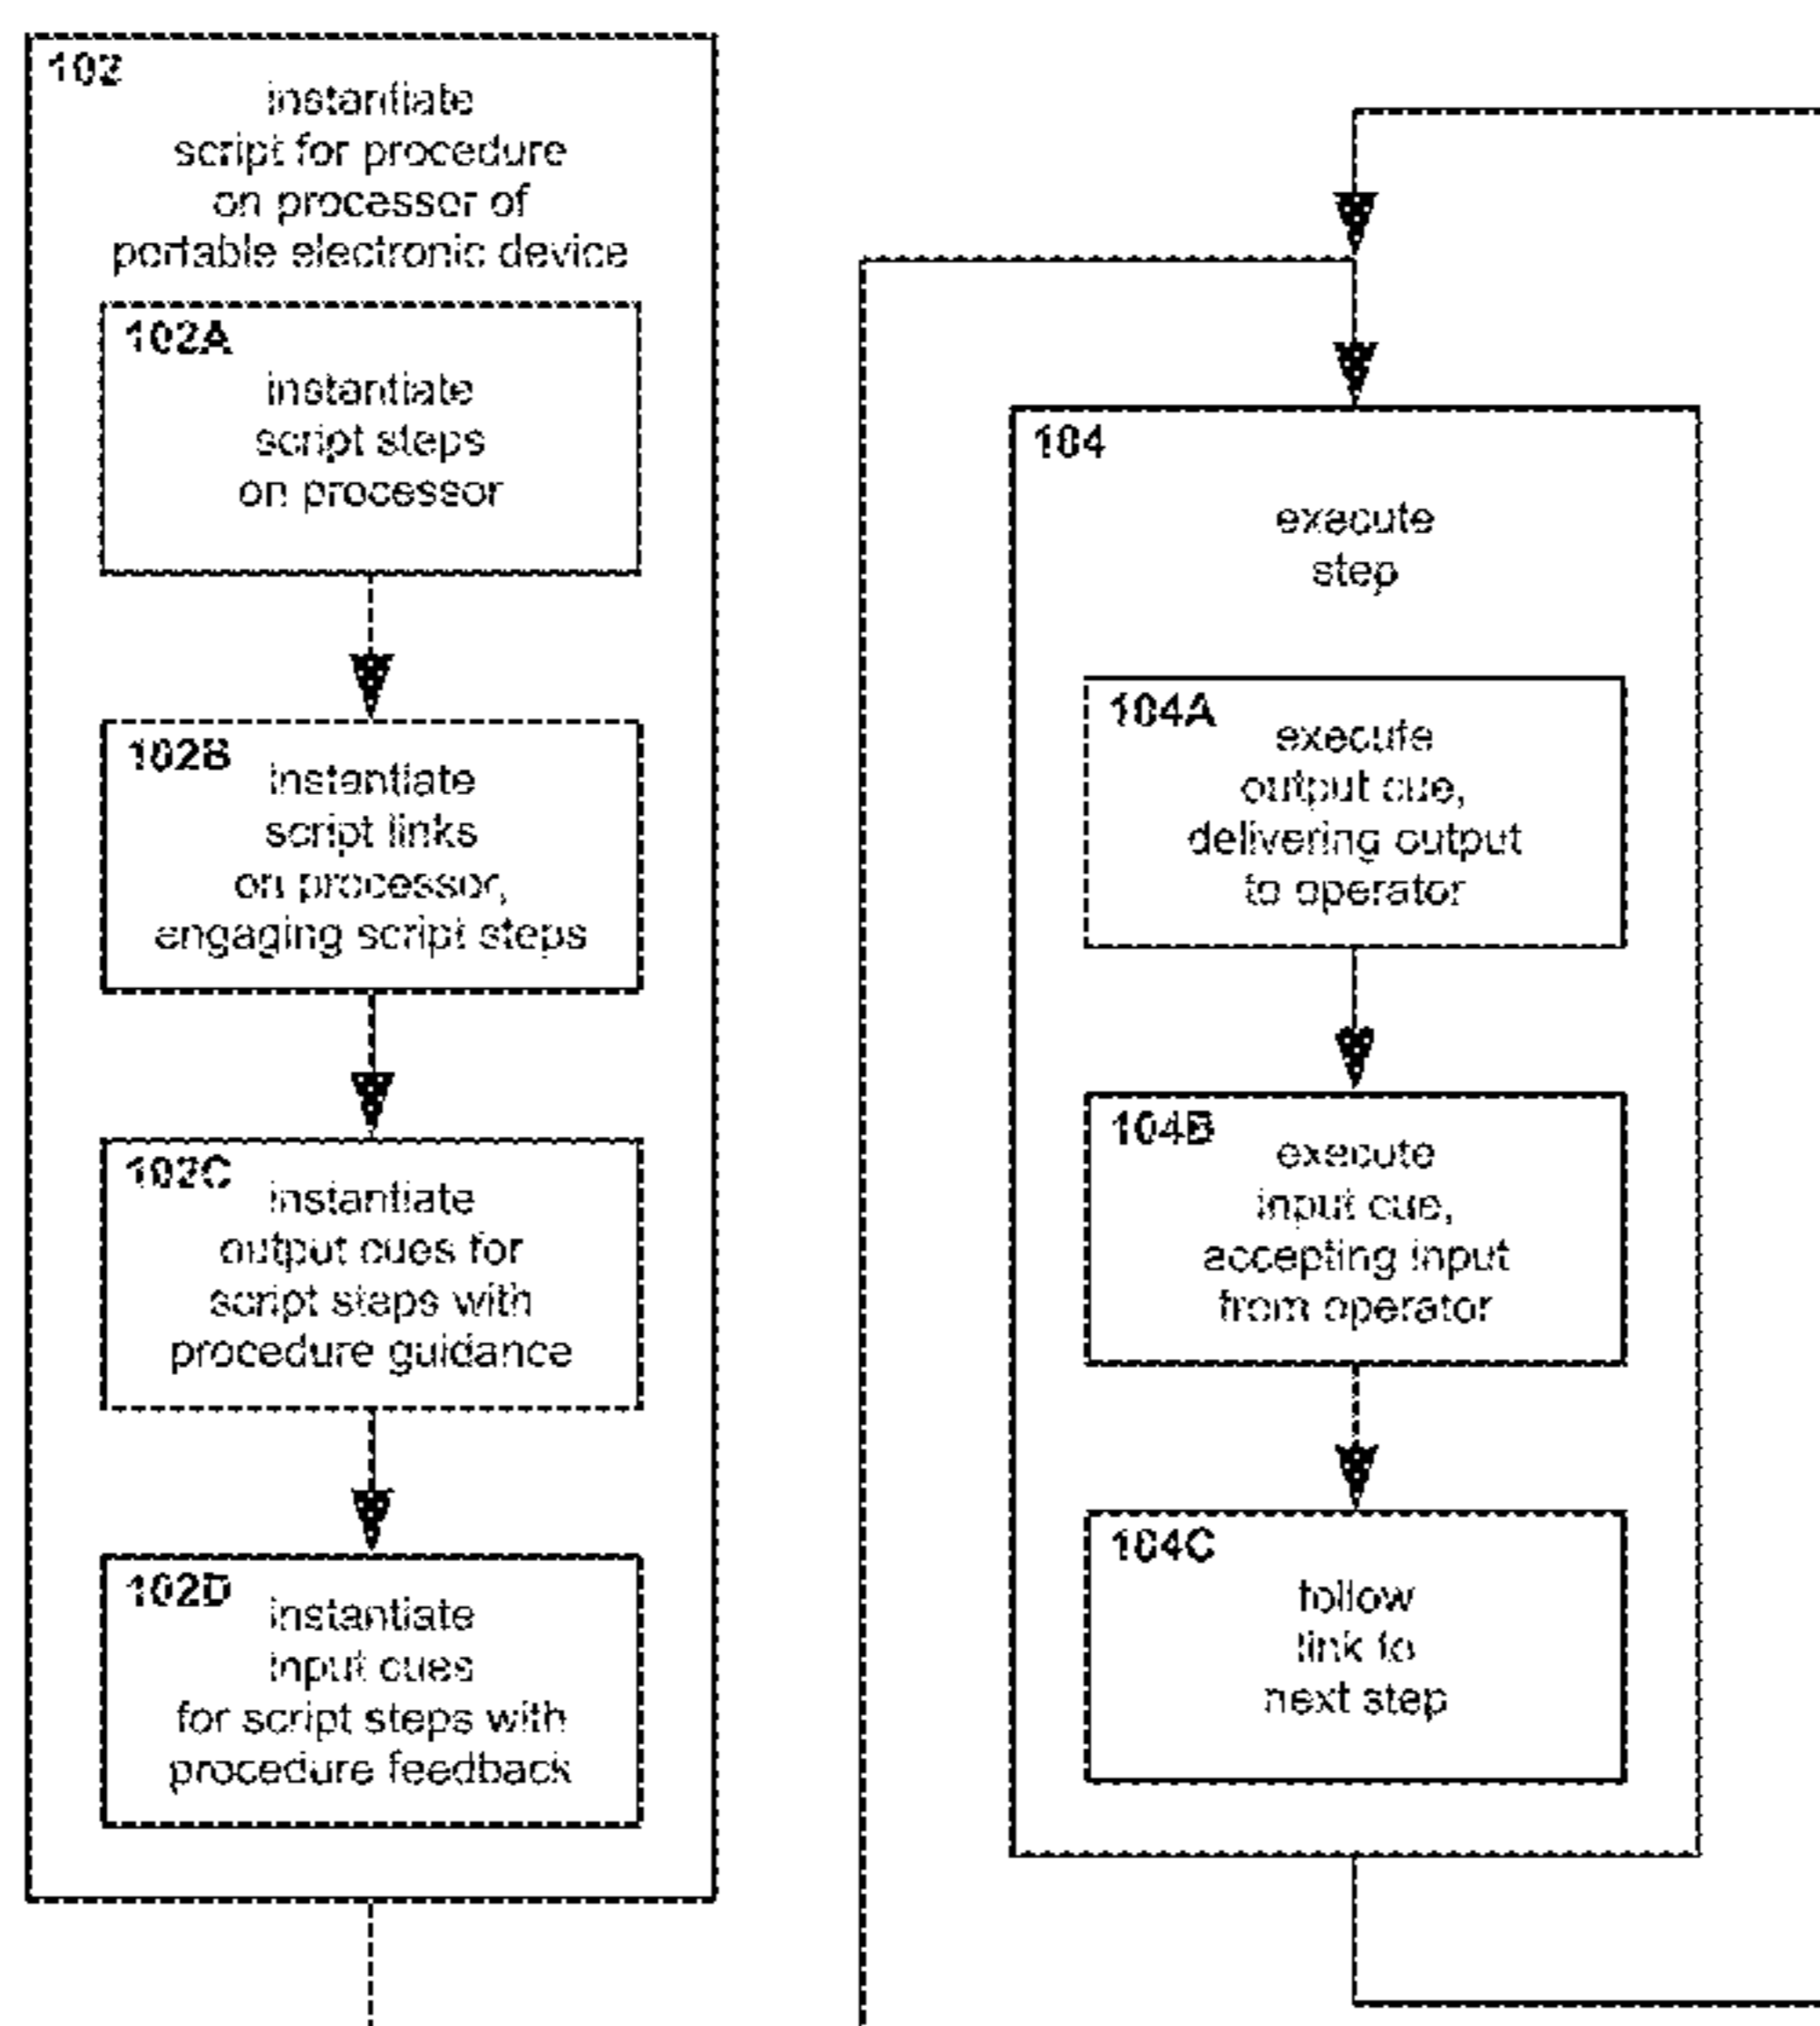 102
instantiate
script for procedure
on processor of
portable electronic device
102A
instantiate
script steps
on processor
102B
instantiate
script links
on processor,
engaging script steps
102C
instantiate
output cues for
script steps with
procedure guidance
102D
instantiate
input cues
for script steps with
procedure feedback
104
execute
step
104A
execute
output cue,
delivering output
to operator
104B
execute
input cue,
accepting input
from operator
104C
follow
link to
next step